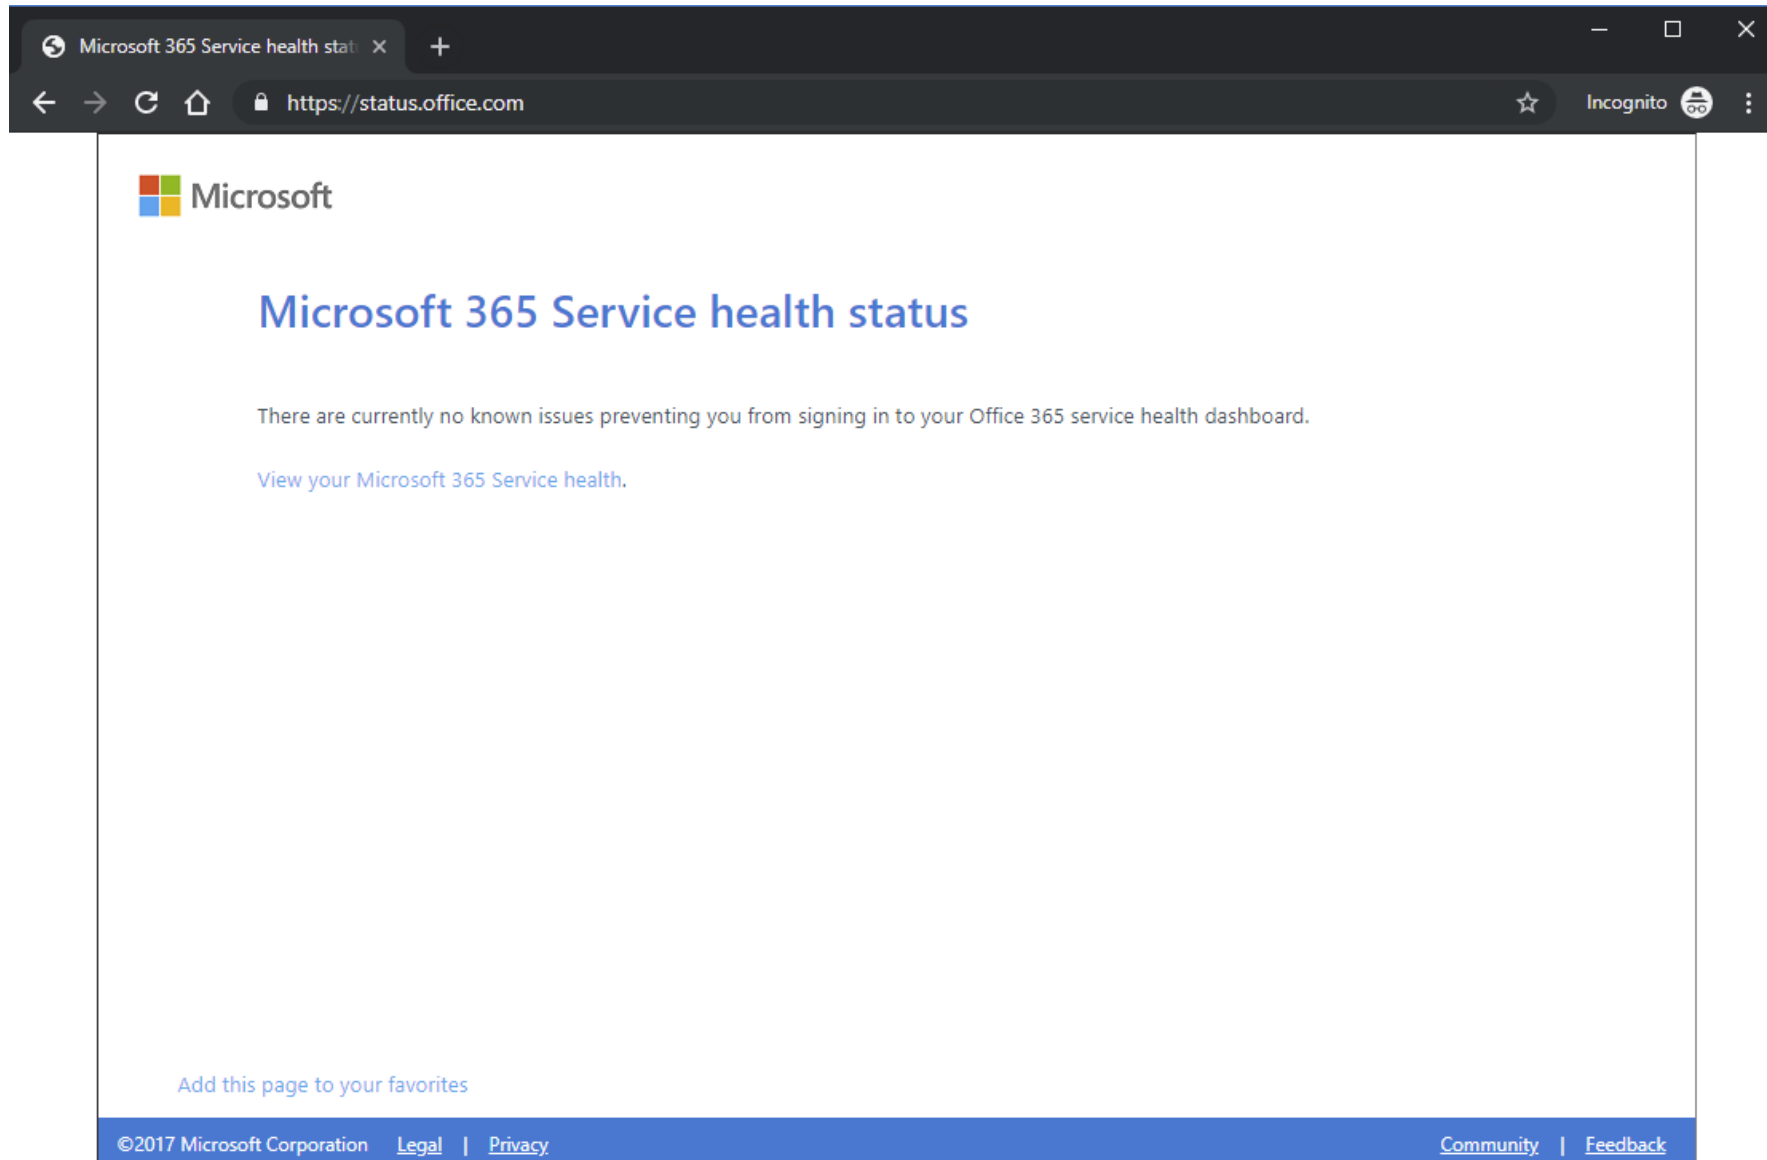 Microsoft 365 Service health stat
https://status.office.com
Incognito
Microsoft
Microsoft 365 Service health status
There are currently no known issues preventing you from signing in to your Office 365 service health dashboard.
View your Microsoft 365 Service health.
Add this page to your favorites
©2017 Microsoft Corporation Legal | Privacy Community | Feedback